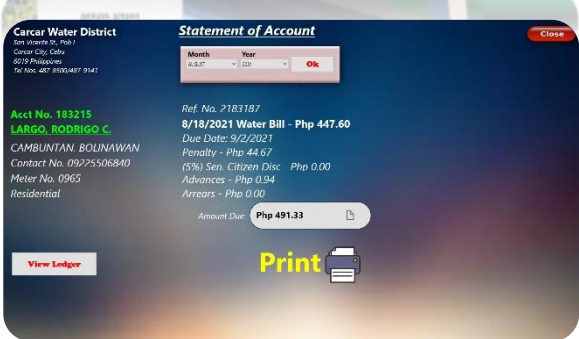 Carcar Water District
San Vicente St., Pob I
Carcar City, Cebu
6019 Philippines
Tel Nos. 487-8500/487-9141
Statement of Account
Close
Month Year
AUGUST 2021
Ok
Acct No. 183215
LARGO, RODRIGO C.
CAMBUNTAN. BOLINAWAN
Contact No. 09225506840
Meter No. 0965
Residential
Ref. No. 2183187
8/18/2021 Water Bill - Php 447.60
Due Date: 9/2/2021
Penalty - Php 44.67
(5%) Sen. Citizen Disc Php 0.00
Advances - Php 0.94
Arrears - Php 0.00
Amount Due: Php 491.33
View Ledger
Print